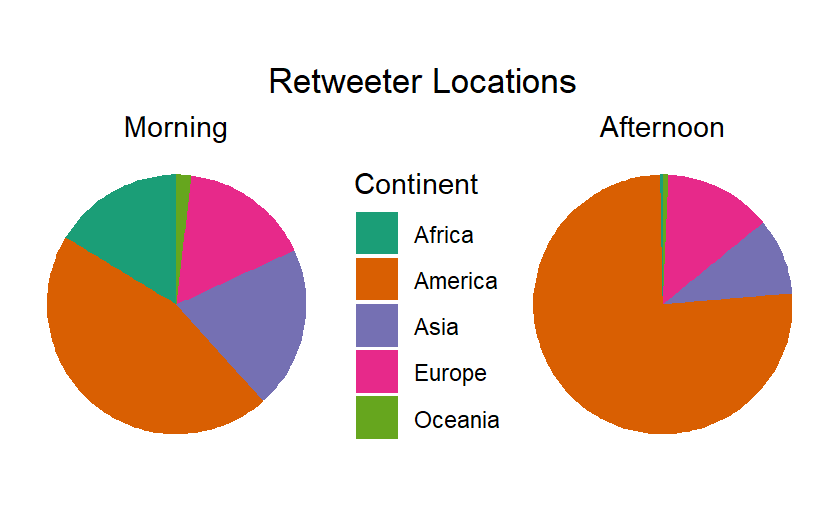 Retweeter Locations
Morning
Afternoon
Continent
Africa
America
Asia
Europe
Oceania